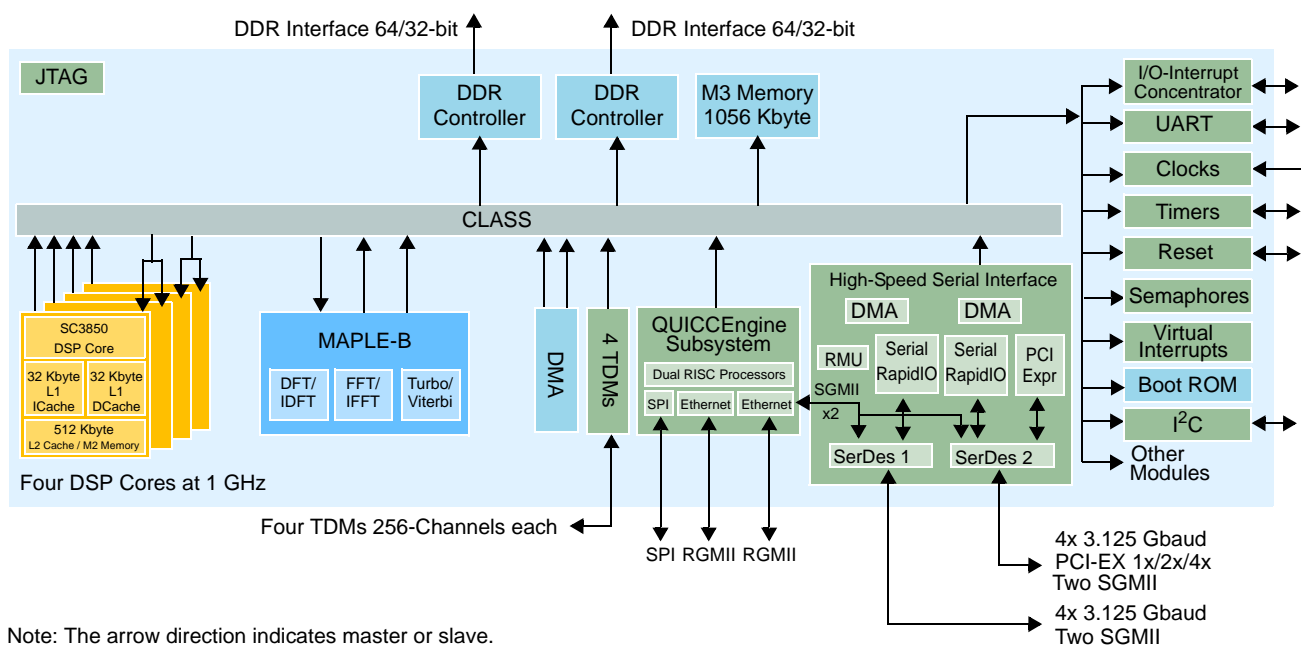 DDR Interface 64/32-bit
DDR Interface 64/32-bit
JTAG
DDR
Controller
DDR
Controller
M3 Memory
1056 Kbyte
I/O-Interrupt
Concentrator
UART
Clocks
Timers
Reset
Semaphores
Virtual
Interrupts
Boot ROM
I²C
Other
Modules
CLASS
SC3850
DSP Core
32 Kbyte
L1
ICache
32 Kbyte
L1
DCache
512 Kbyte
L2 Cache / M2 Memory
Four DSP Cores at 1 GHz
MAPLE-B
DFT/
IDFT
FFT/
IFFT
Turbo/
Viterbi
DMA
4 TDMs
QUICCEngine
Subsystem
Dual RISC Processors
SPI
Ethernet
Ethernet
High-Speed Serial Interface
DMA
DMA
RMU
Serial
RapidIO
Serial
RapidIO
PCI
Expr
SGMII
x2
SerDes 1
SerDes 2
Four TDMs 256-Channels each
SPI
RGMII
RGMII
4x 3.125 Gbaud
PCI-EX 1x/2x/4x
Two SGMII
4x 3.125 Gbaud
Two SGMII
Note: The arrow direction indicates master or slave.